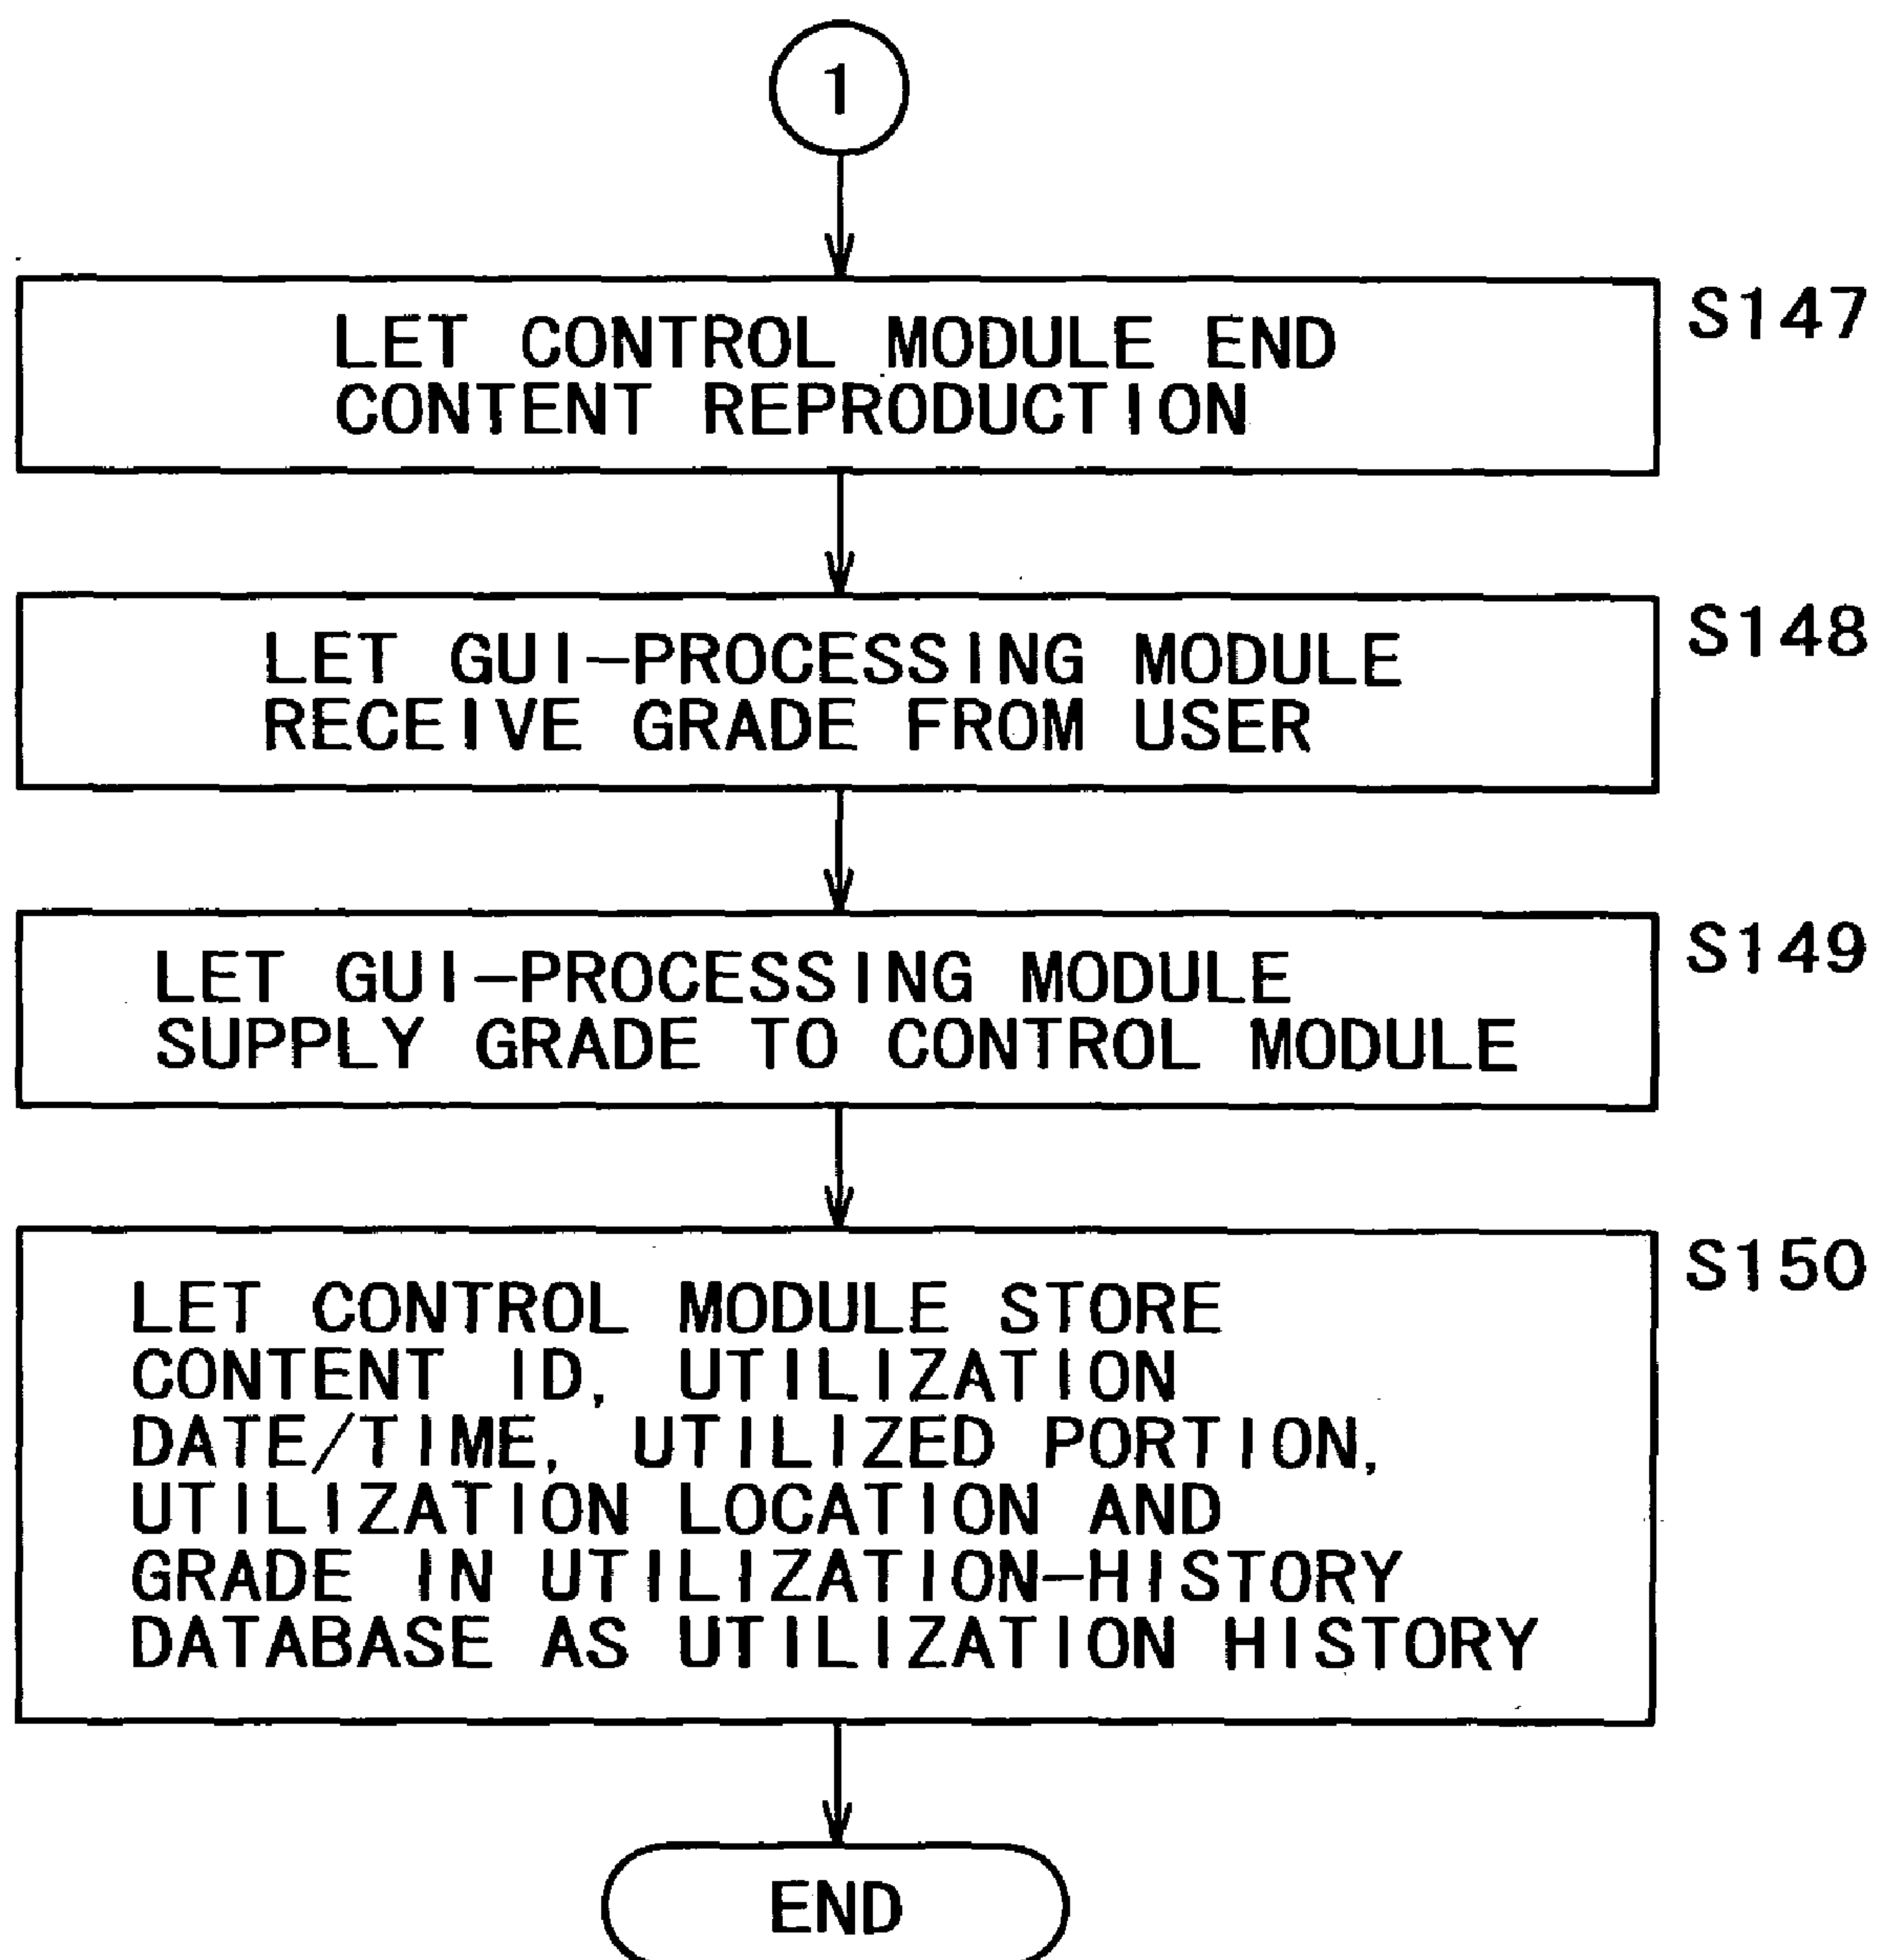 1
LET CONTROL MODULE END
CONTENT REPRODUCTION
S147
LET GUI-PROCESSING MODULE
RECEIVE GRADE FROM USER
S148
LET GUI-PROCESSING MODULE
SUPPLY GRADE TO CONTROL MODULE
S149
LET CONTROL MODULE STORE
CONTENT ID, UTILIZATION
DATE/TIME, UTILIZED PORTION,
UTILIZATION LOCATION AND
GRADE IN UTILIZATION-HISTORY
DATABASE AS UTILIZATION HISTORY
S150
END